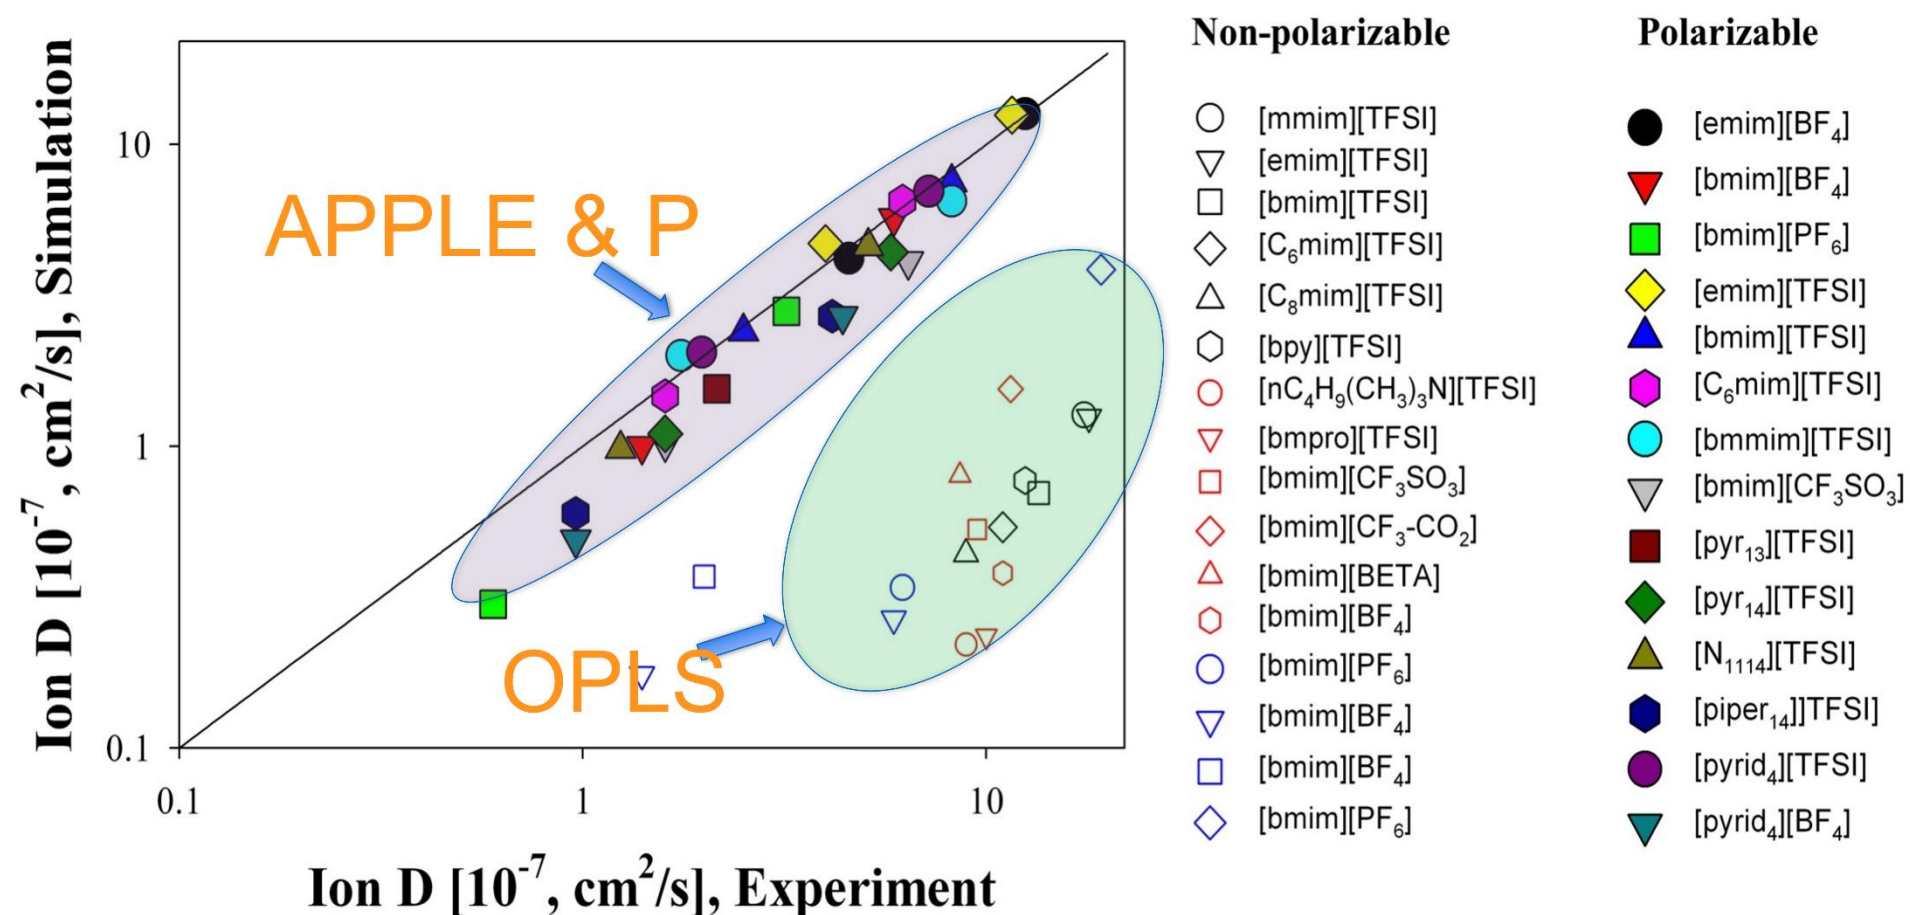 Ion D [10⁻⁷, cm²/s], Simulation
10
1
0.1
0.1
1
10
Ion D [10⁻⁷, cm²/s], Experiment
APPLE & P
OPLS
Non-polarizable
[mmim][TFSI]
[emim][TFSI]
[bmim][TFSI]
[C₆mim][TFSI]
[C₈mim][TFSI]
[bpy][TFSI]
[nC₄H₉(CH₃)₃N][TFSI]
[bmpro][TFSI]
[bmim][CF₃SO₃]
[bmim][CF₃-CO₂]
[bmim][BETA]
[bmim][BF₄]
[bmim][PF₆]
[bmim][BF₄]
[bmim][BF₄]
[bmim][PF₆]
Polarizable
[emim][BF₄]
[bmim][BF₄]
[bmim][PF₆]
[emim][TFSI]
[bmim][TFSI]
[C₆mim][TFSI]
[bmmim][TFSI]
[bmim][CF₃SO₃]
[pyr₁₃][TFSI]
[pyr₁₄][TFSI]
[N₁₁₁₄][TFSI]
[piper₁₄]]TFSI]
[pyrid₄][TFSI]
[pyrid₄][BF₄]